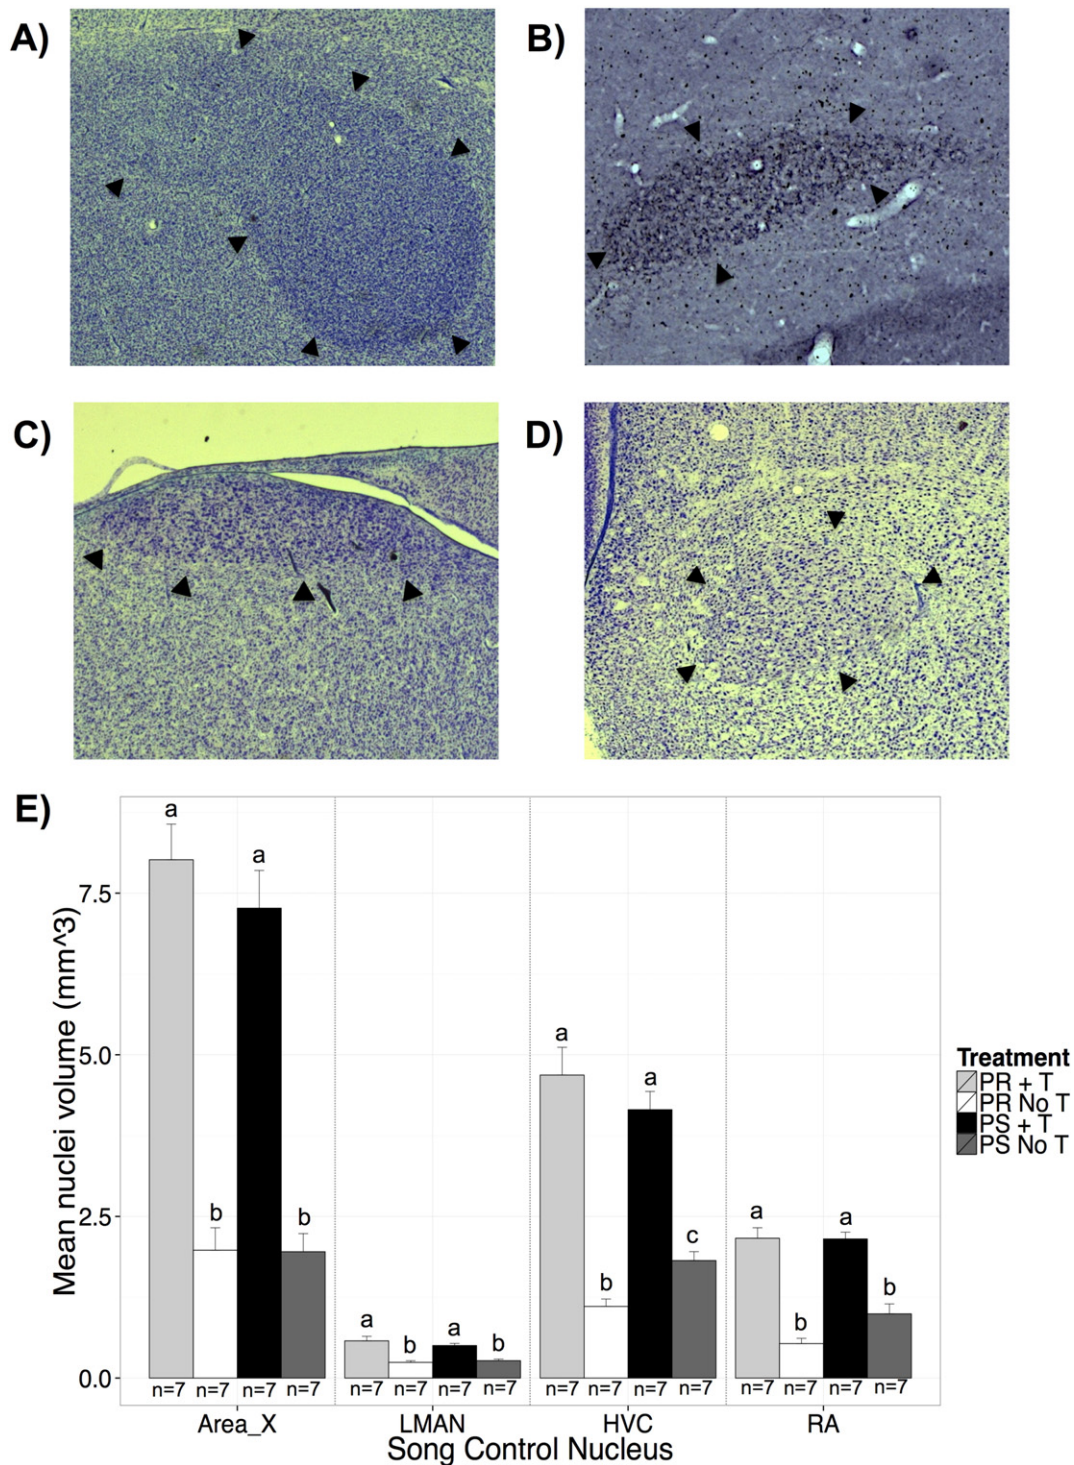 A)
B)
C)
D)
E)
Mean nuclei volume (mm^3)
7.5
5.0
2.5
0.0
a
b
a
b
a
b
a
b
a
b
a
c
a
b
a
b
n=7 n=7 n=7 n=7
n=7 n=7 n=7 n=7
n=7 n=7 n=7 n=7
n=7 n=7 n=7 n=7
Area_X LMAN HVC RA
Song Control Nucleus
Treatment
PR + T
PR No T
PS + T
PS No T